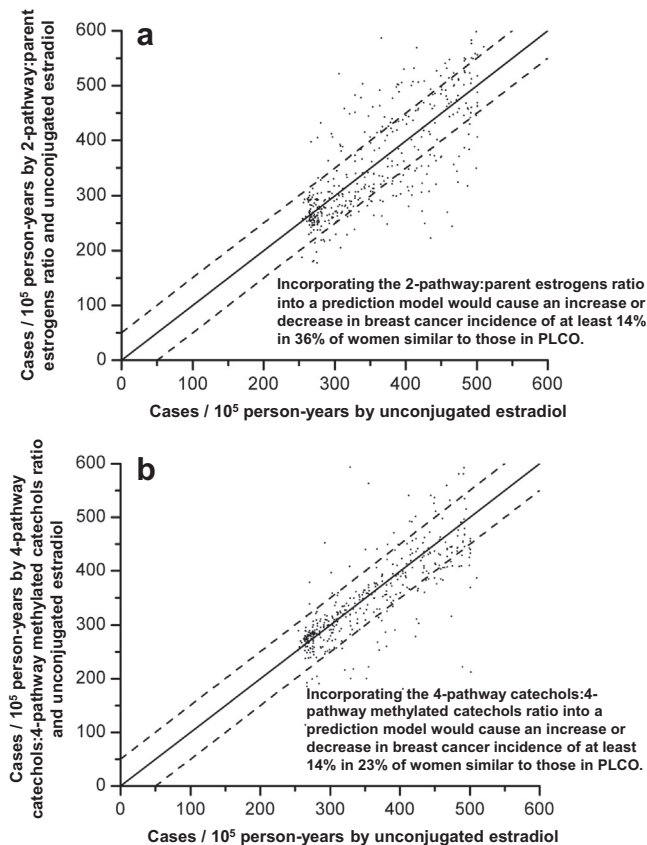 a
Cases / 10⁵ person-years by 2-pathway:parent
estrogens ratio and unconjugated estradiol
600
500
400
300
200
100
0
Incorporating the 2-pathway:parent estrogens ratio
into a prediction model would cause an increase or
decrease in breast cancer incidence of at least 14%
in 36% of women similar to those in PLCO.
0 100 200 300 400 500 600
Cases / 10⁵ person-years by unconjugated estradiol
b
Cases / 10⁵ person-years by 4-pathway
catechols:4-pathway methylated catechols ratio
and unconjugated estradiol
600
500
400
300
200
100
0
Incorporating the 4-pathway catechols:4-
pathway methylated catechols ratio into a
prediction model would cause an increase or
decrease in breast cancer incidence of at least
14% in 23% of women similar to those in PLCO.
0 100 200 300 400 500 600
Cases / 10⁵ person-years by unconjugated estradiol